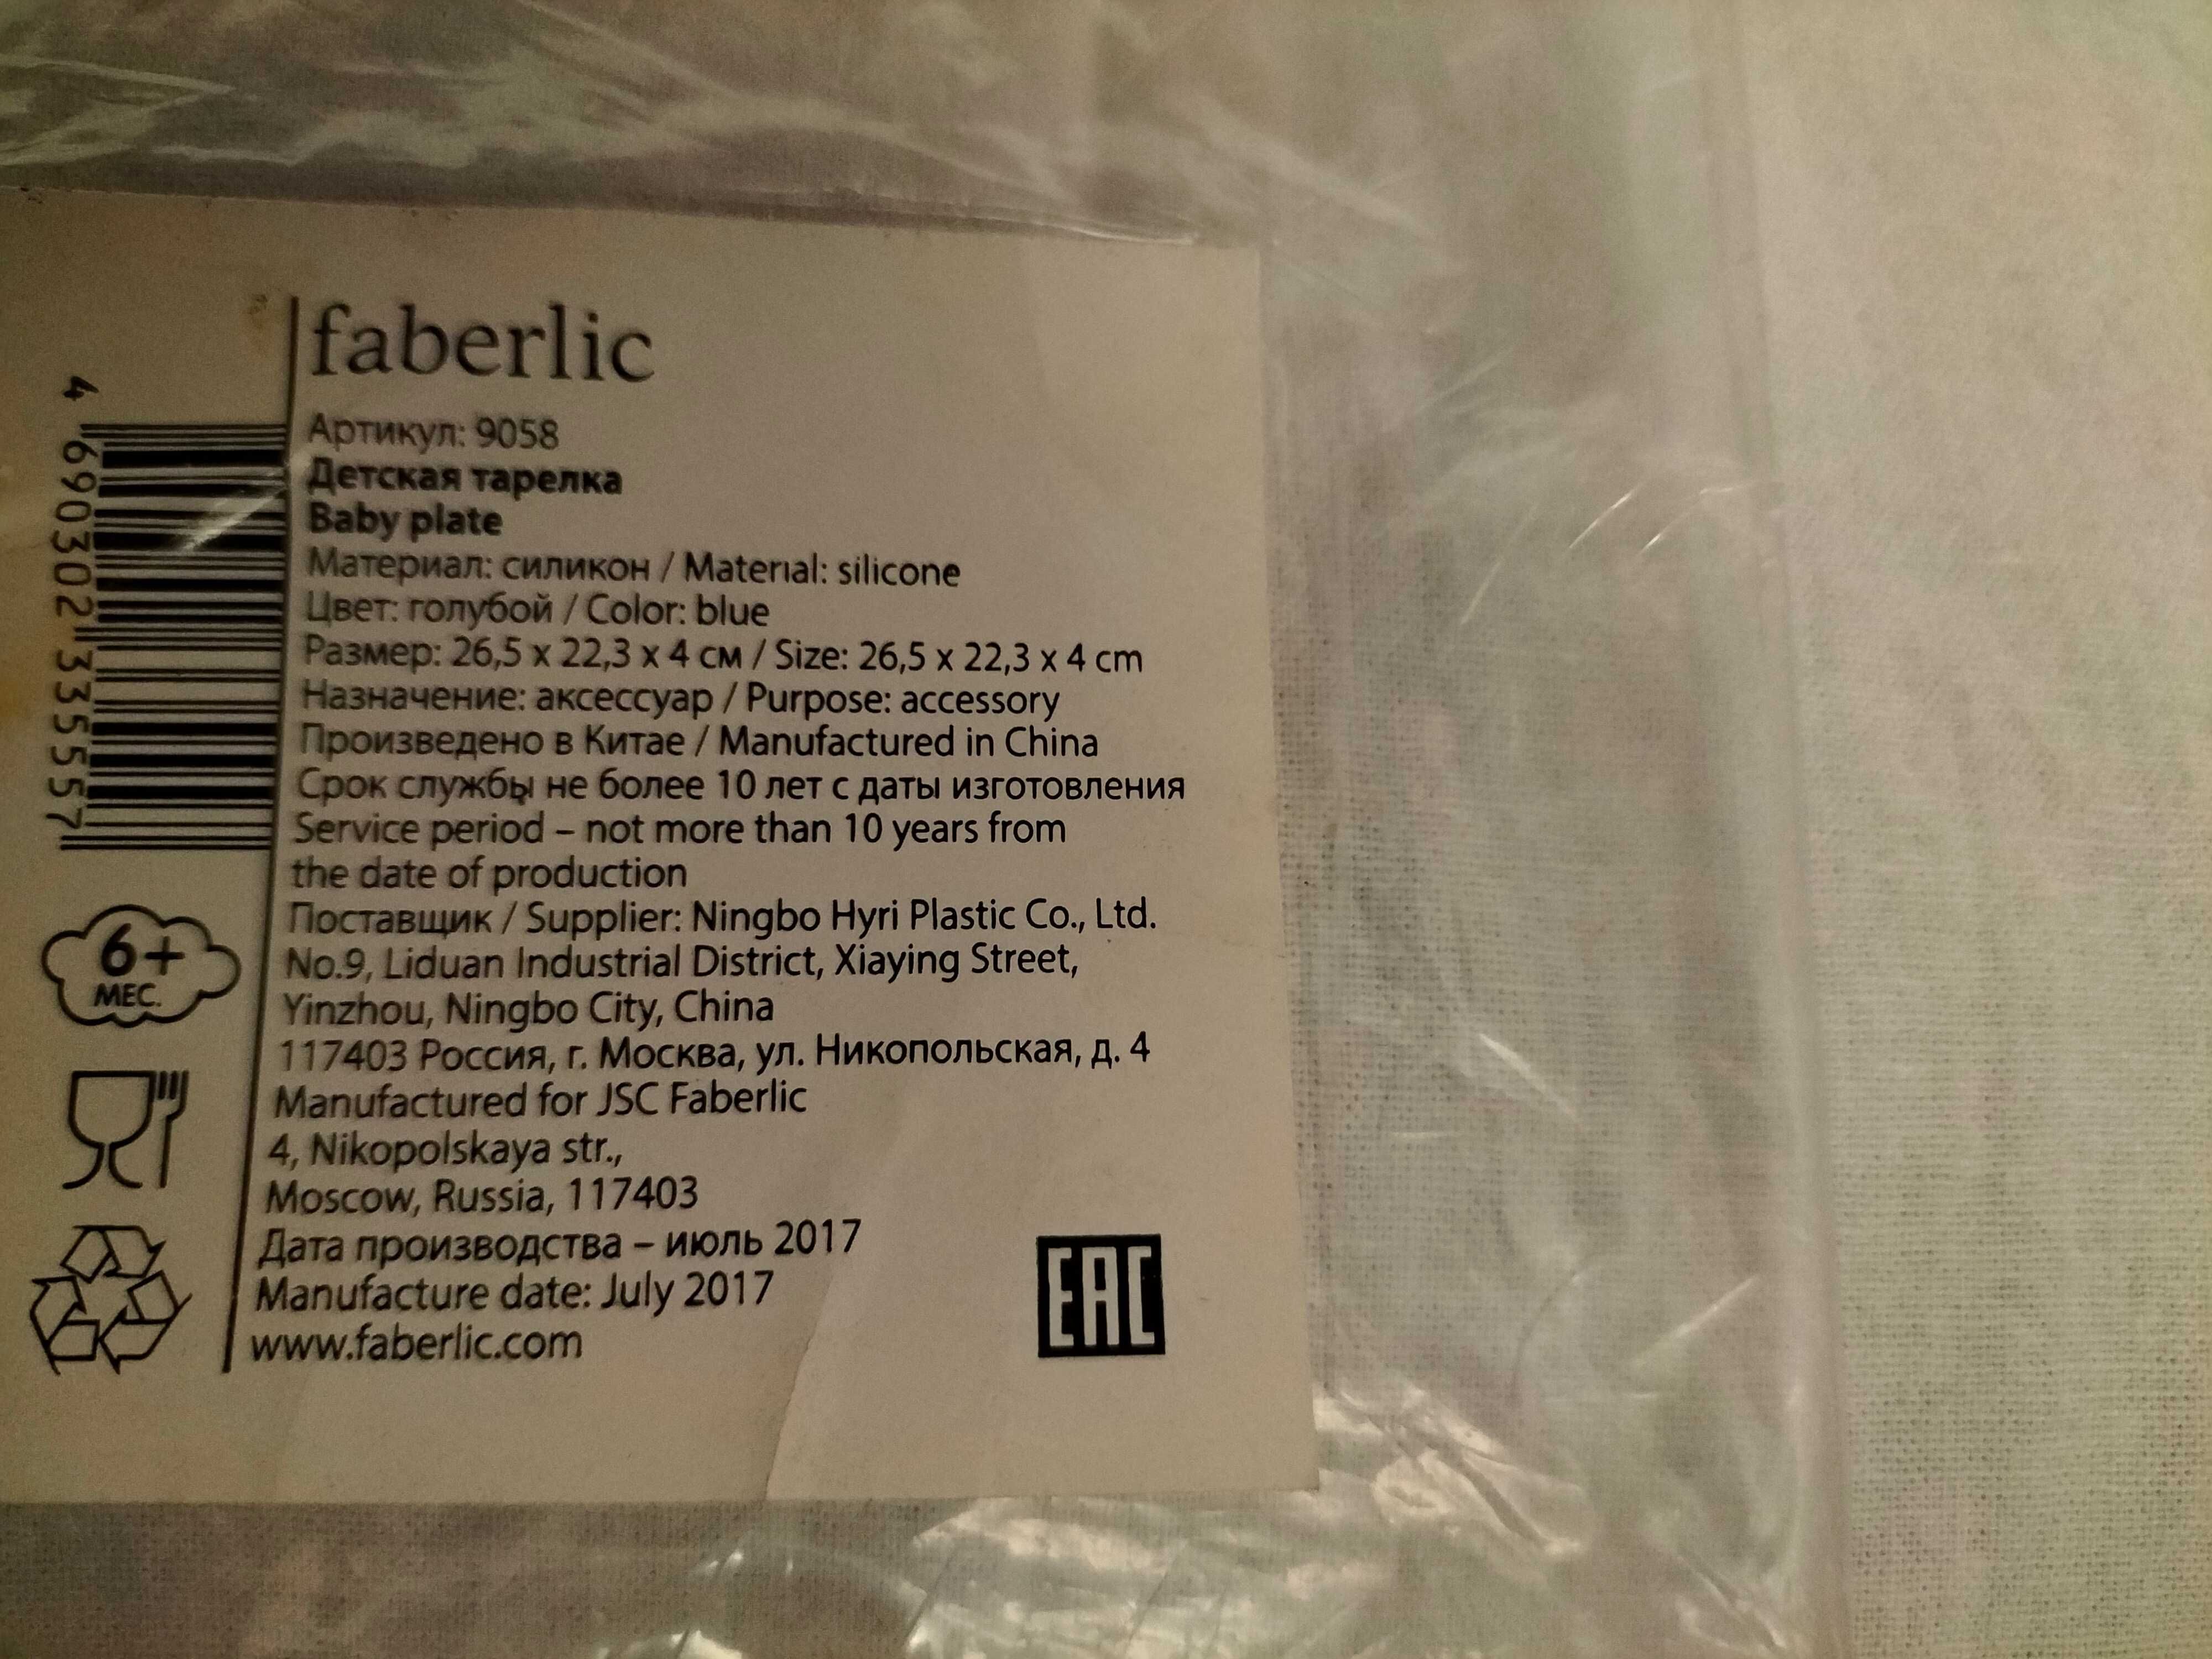 faberlic
Артикул: 9058
Детская тарелка
Baby plate
Материал: силикон / Material: silicone
Цвет: голубой / Color: blue
Размер: 26,5 x 22,3 x 4 см / Size: 26,5 x 22,3 x 4 cm
Назначение: аксессуар / Purpose: accessory
Произведено в Китае / Manufactured in China
Срок службы не более 10 лет с даты изготовления
Service period – not more than 10 years from
the date of production
Поставщик / Supplier: Ningbo Hyri Plastic Co., Ltd.
No.9, Liduan Industrial District, Xiaying Street,
Yinzhou, Ningbo City, China
117403 Россия, г. Москва, ул. Никопольская, д. 4
Manufactured for JSC Faberlic
4, Nikopolskaya str.,
Moscow, Russia, 117403
Дата производства – июль 2017
Manufacture date: July 2017
www.faberlic.com
EAC
4 690302 335557
6+
МЕС.